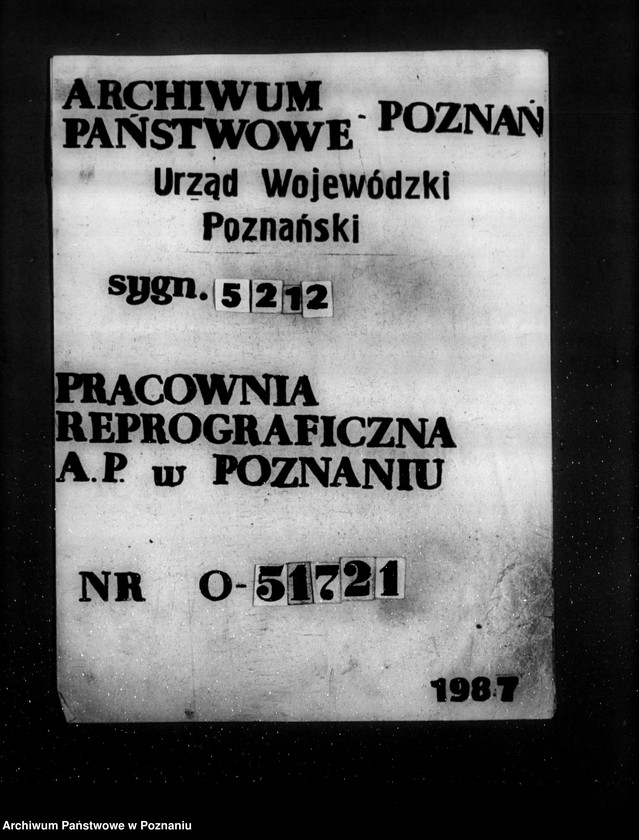 ARCHIWUM
PAŃSTWOWE - POZNAŃ
Urząd Wojewódzki
Poznański
sygn. 5212
PRACOWNIA
REPROGRAFICZNA
A.P. w POZNANIU
NR O-51721
1987
Archiwum Państwowe w Poznaniu